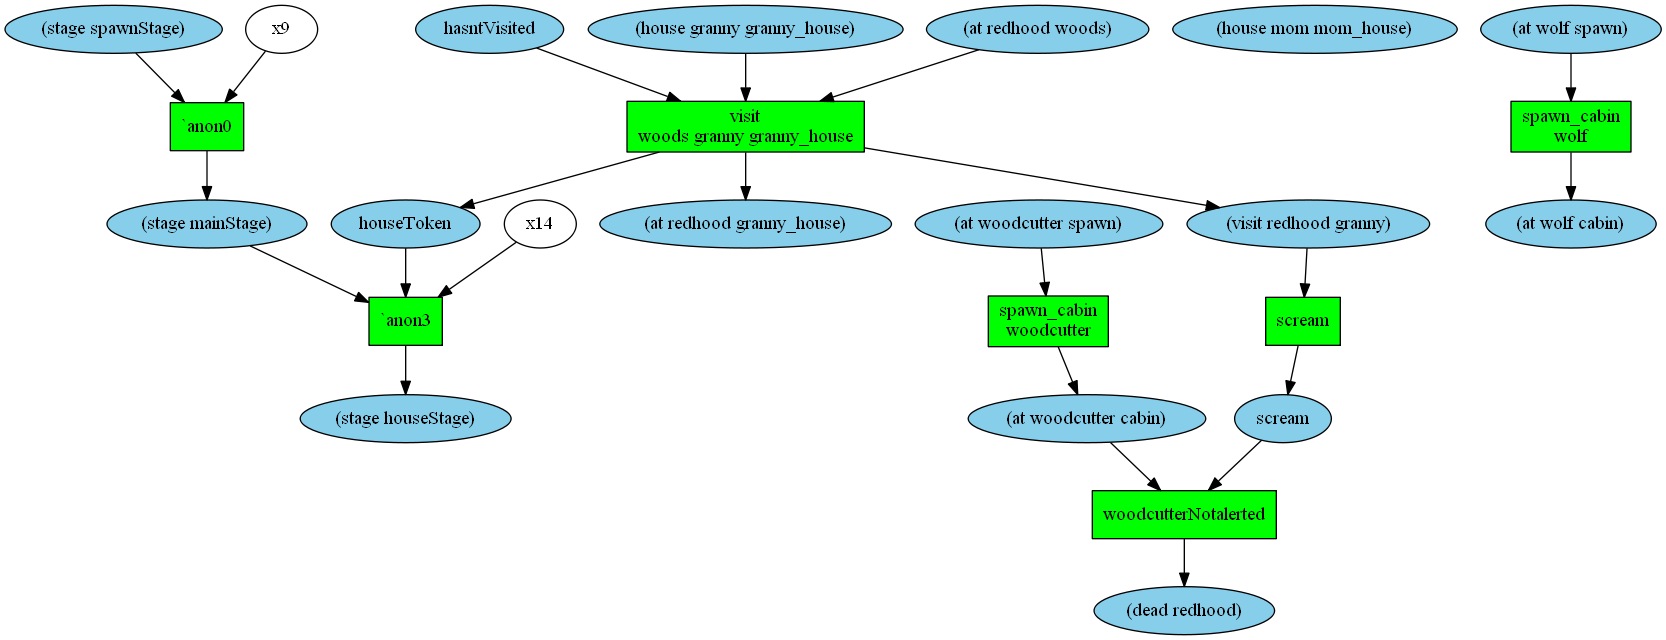 (stage spawnStage)
x9
hasntVisited
(house granny granny_house)
(at redhood woods)
(house mom mom_house)
(at wolf spawn)
`anon0
visit
woods granny granny_house
spawn_cabin
wolf
(stage mainStage)
houseToken
x14
(at redhood granny_house)
(at woodcutter spawn)
(visit redhood granny)
(at wolf cabin)
`anon3
spawn_cabin
woodcutter
scream
(stage houseStage)
(at woodcutter cabin)
scream
woodcutterNotalerted
(dead redhood)